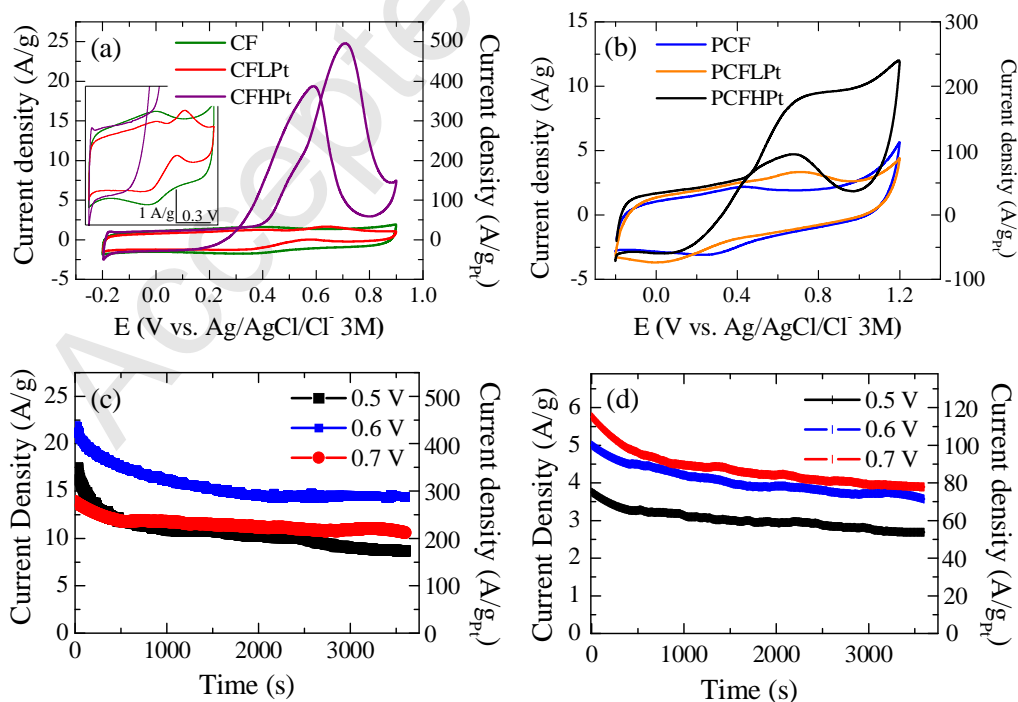 (a)
CF
CFLPt
CFHPt
25
20
15
10
5
0
-5
Current density (A/g)
500
400
300
200
100
0
Current density (A/g_Pt)
1 A/g
0.3 V
-0.2 0.0 0.2 0.4 0.6 0.8 1.0
E (V vs. Ag/AgCl/Cl⁻ 3M)
(b)
PCF
PCFLPt
PCFHPt
15
10
5
0
-5
Current density (A/g)
300
200
100
0
-100
Current density (A/g_Pt)
0.0 0.4 0.8 1.2
E (V vs. Ag/AgCl/Cl⁻ 3M)
(c)
0.5 V
0.6 V
0.7 V
25
20
15
10
5
0
Current Density (A/g)
500
400
300
200
100
0
Current density (A/g_Pt)
0 1000 2000 3000
Time (s)
(d)
0.5 V
0.6 V
0.7 V
6
5
4
3
2
1
0
Current Density (A/g)
120
100
80
60
40
20
0
Current density (A/g_Pt)
0 1000 2000 3000
Time (s)
Accepte